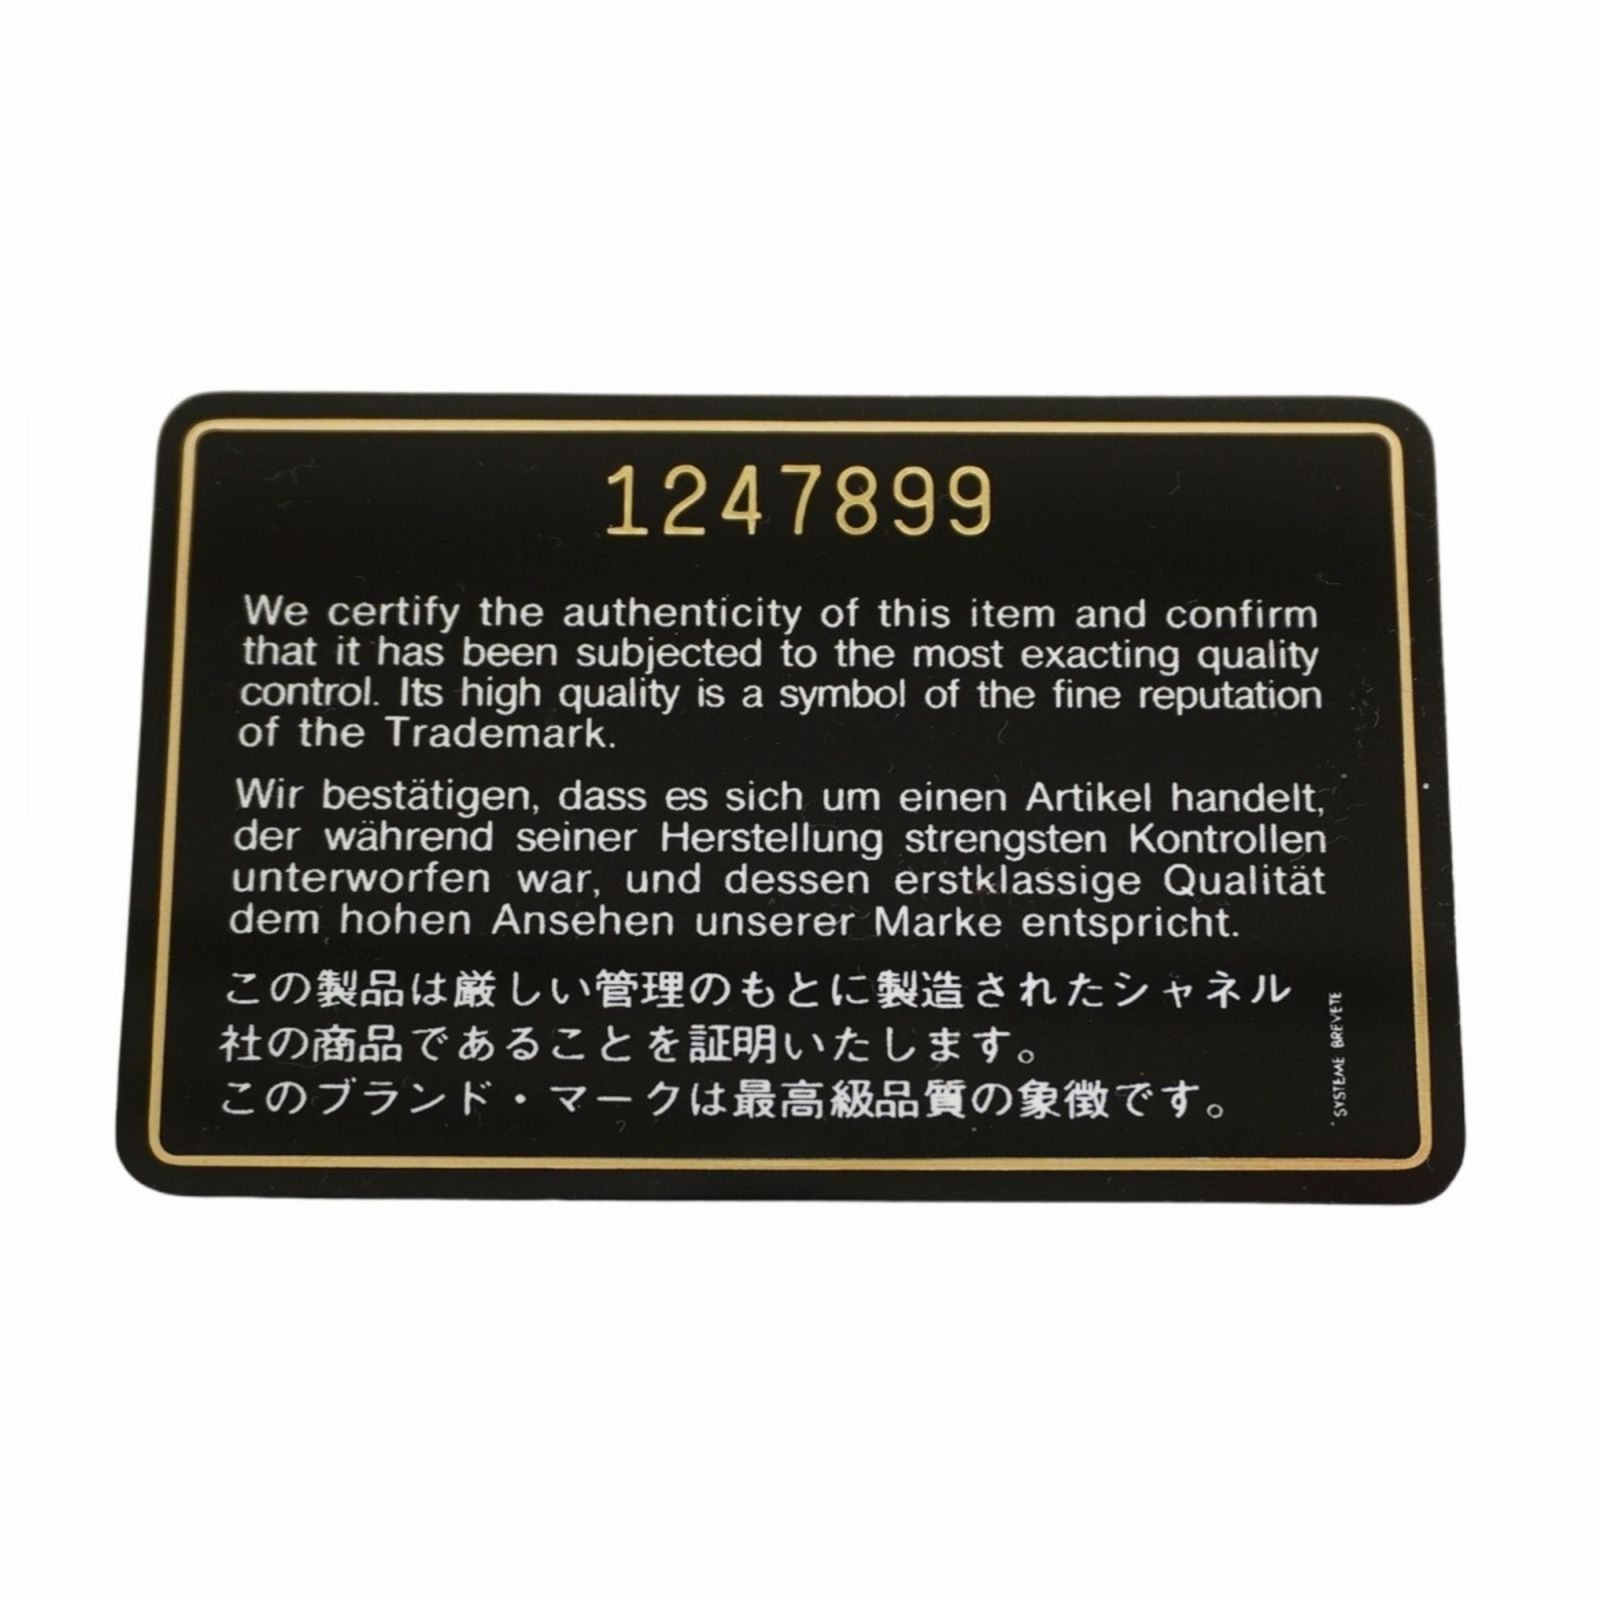 1247899
We certify the authenticity of this item and confirm
that it has been subjected to the most exacting quality
control. Its high quality is a symbol of the fine reputation
of the Trademark.
Wir bestätigen, dass es sich um einen Artikel handelt,
der während seiner Herstellung strengsten Kontrollen
unterworfen war, und dessen erstklassige Qualität
dem hohen Ansehen unserer Marke entspricht.
この製品は厳しい管理のもとに製造されたシャネル
社の商品であることを証明いたします。
このブランド・マークは最高級品質の象徴です。
SYSTEME BREVETE